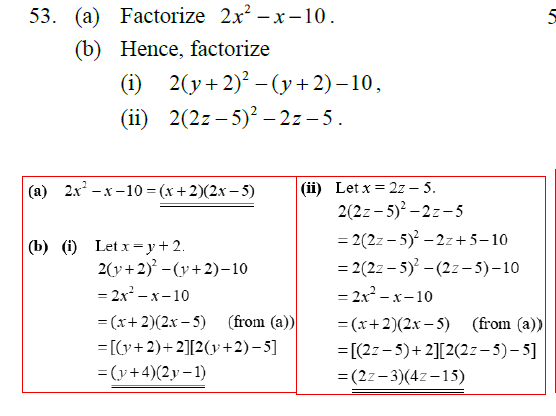 53. (a) Factorize 2x² – x – 10 .
5
(b) Hence, factorize
(i) 2(y + 2)² – (y + 2) – 10 ,
(ii) 2(2z – 5)² – 2z – 5 .
(a) 2x² – x – 10 = (x + 2)(2x – 5)
(b) (i) Let x = y + 2.
2(y + 2)² – (y + 2) – 10
= 2x² – x – 10
= (x + 2)(2x – 5) (from (a))
= [(y + 2) + 2][2(y + 2) – 5]
= (y + 4)(2y – 1)
(ii) Let x = 2z – 5.
2(2z – 5)² – 2z – 5
= 2(2z – 5)² – 2z + 5 – 10
= 2(2z – 5)² – (2z – 5) – 10
= 2x² – x – 10
= (x + 2)(2x – 5) (from (a))
= [(2z – 5) + 2][2(2z – 5) – 5]
= (2z – 3)(4z – 15)